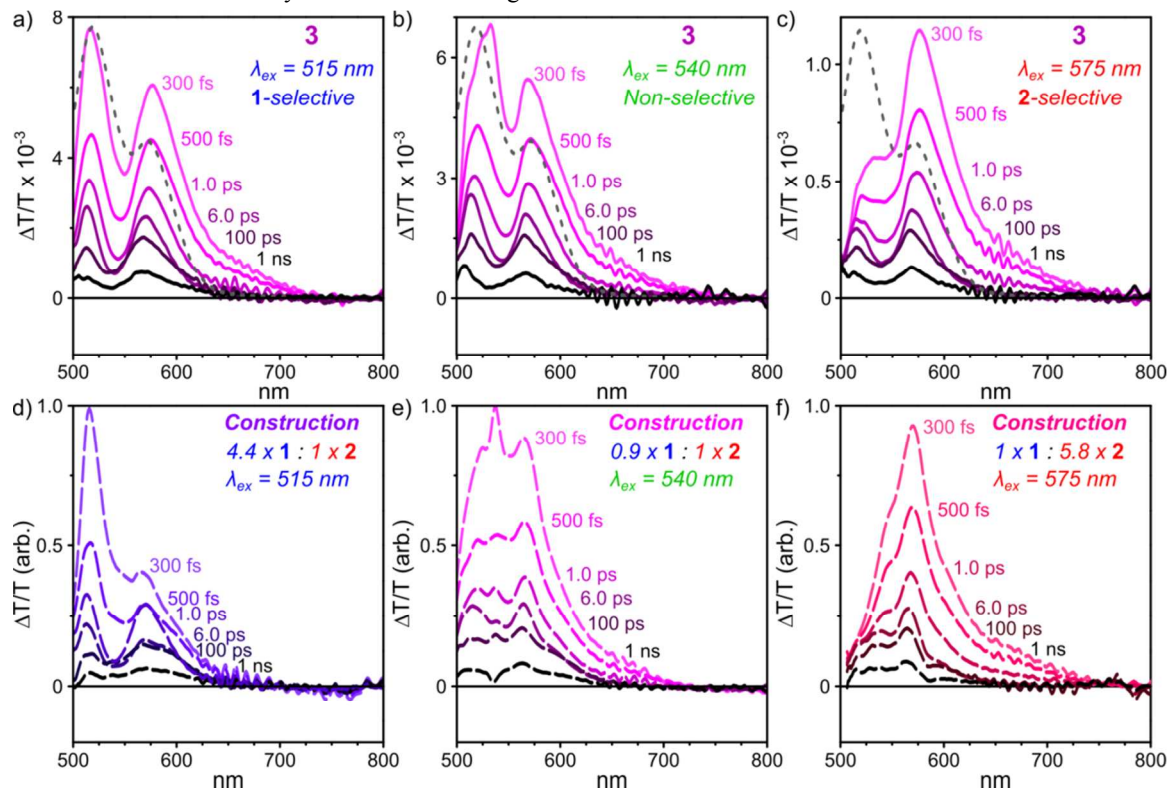 a)
8
4
0
ΔT/T x 10⁻³
3
λex = 515 nm
1-selective
300 fs
500 fs
1.0 ps
6.0 ps
100 ps
1 ns
500 600 700 800
nm
b)
6
3
0
ΔT/T x 10⁻³
3
λex = 540 nm
Non-selective
300 fs
500 fs
1.0 ps
6.0 ps
100 ps
1 ns
500 600 700 800
nm
c)
1.0
0.5
0
ΔT/T x 10⁻³
3
λex = 575 nm
2-selective
300 fs
500 fs
1.0 ps
6.0 ps
100 ps
1 ns
500 600 700 800
nm
d)
1.0
0.5
0
ΔT/T (arb.)
Construction
4.4 x 1 : 1 x 2
λex = 515 nm
300 fs
500 fs
1.0 ps
6.0 ps
100 ps
1 ns
500 600 700 800
nm
e)
1.0
0.5
0
ΔT/T (arb.)
Construction
0.9 x 1 : 1 x 2
λex = 540 nm
300 fs
500 fs
1.0 ps
6.0 ps
100 ps
1 ns
500 600 700 800
nm
f)
1.0
0.5
0
ΔT/T (arb.)
Construction
1 x 1 : 5.8 x 2
λex = 575 nm
300 fs
500 fs
1.0 ps
6.0 ps
100 ps
1 ns
500 600 700 800
nm